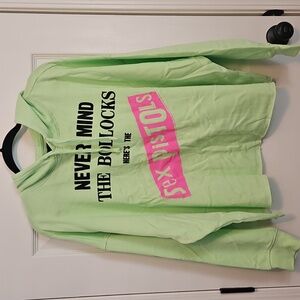 NEVER MIND
THE BOLLOCKS
HERE'S THE
Sex PiSTOLS